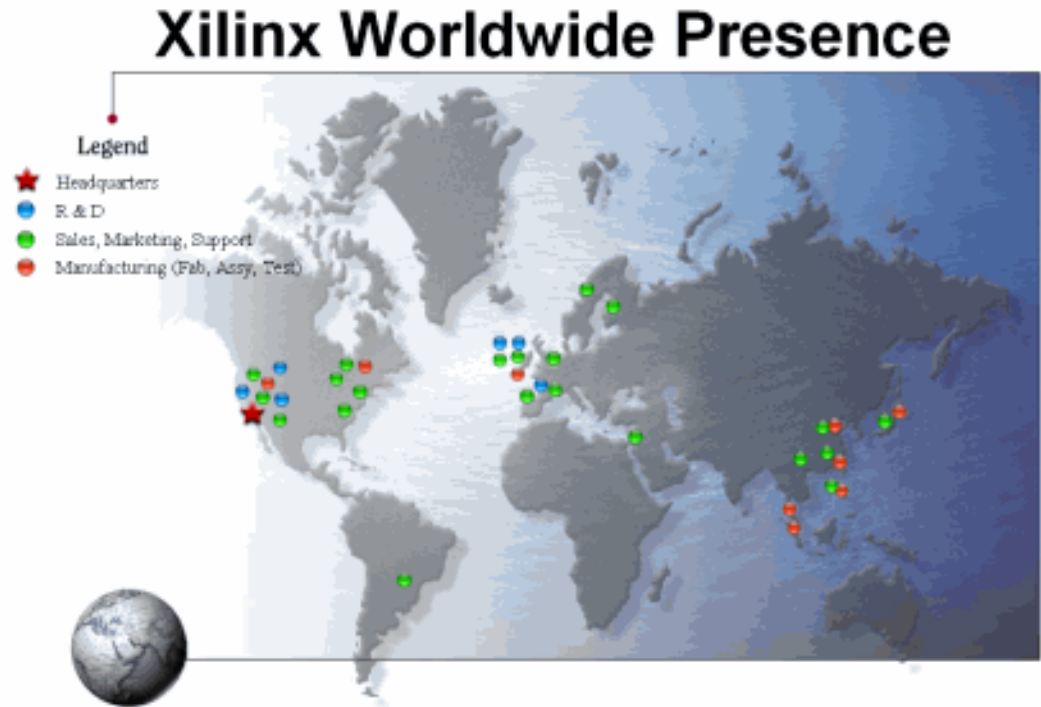 Xilinx Worldwide Presence
Legend
Headquarters
R & D
Sales, Marketing, Support
Manufacturing (Fab, Assy, Test)